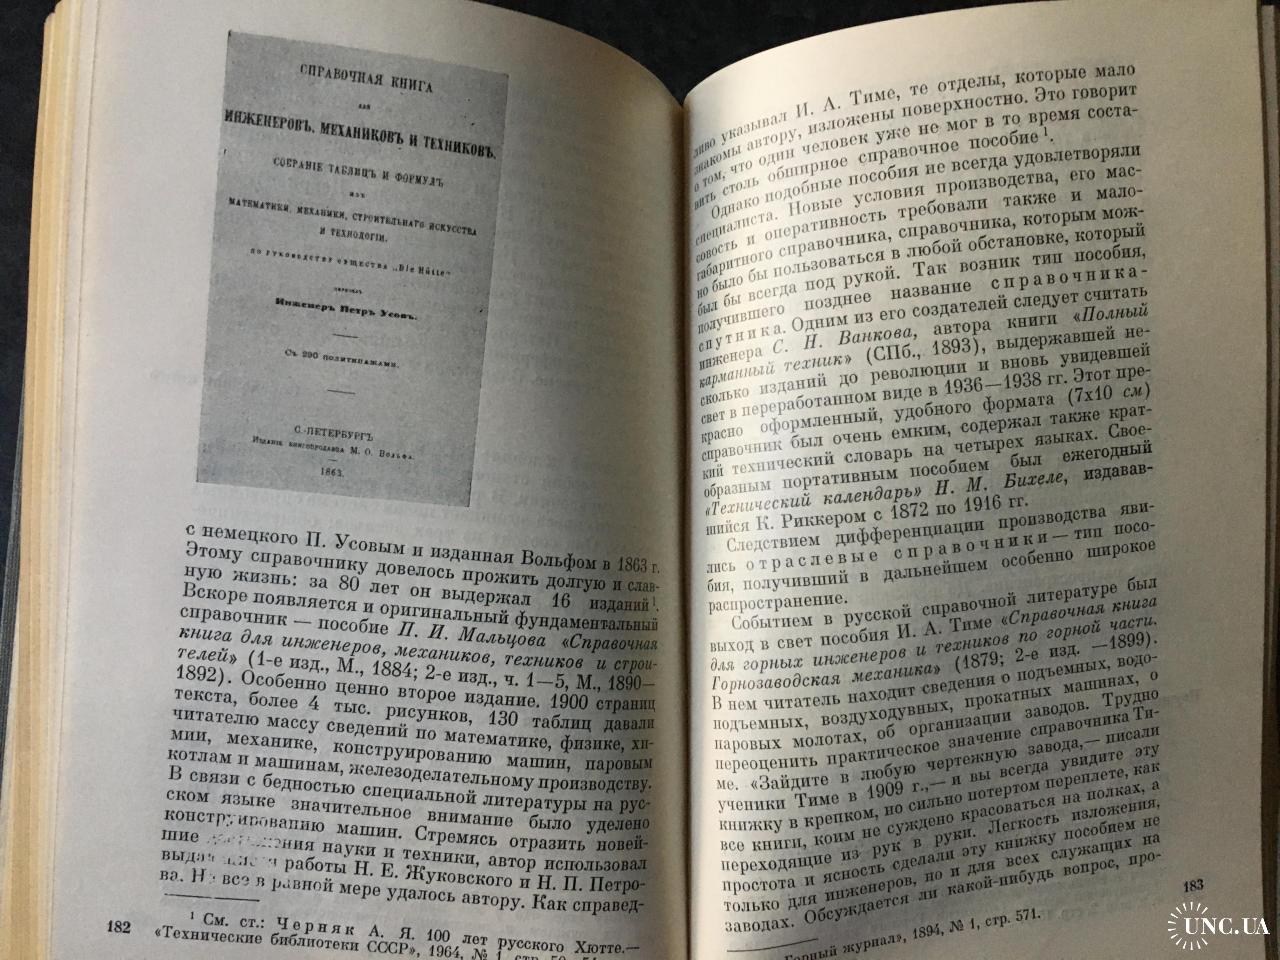 СПРАВОЧНАЯ КНИГА
для
ИНЖЕНЕРОВЪ, МЕХАНИКОВЪ И ТЕХНИКОВЪ.
СОБРАНІЕ ТАБЛИЦЪ И ФОРМУЛЪ
ИЗЪ
МАТЕМАТИКИ, МЕХАНИКИ, СТРОИТЕЛЬНАГО ИСКУССТВА
И ТЕХНОЛОГІИ.
ПО РУКОВОДСТВУ ОБЩЕСТВА „Die Hütte“
Инженеръ Петръ Усовъ.
Съ 290 политипажами.
С.-ПЕТЕРБУРГЪ
Изданіе книгопродавца М. О. Вольфа.
1863.
с немецкого П. Усовым и изданная Вольфом в 1863 г.
Этому справочнику довелось прожить долгую и слав-
ную жизнь: за 80 лет он выдержал 16 изданий¹.
Вскоре появляется и оригинальный фундаментальный
справочник — пособие П. И. Мальцова «Справочная
книга для инженеров, механиков, техников и строи-
телей» (1-е изд., М., 1884; 2-е изд., ч. 1—5, М., 1890—
1892). Особенно ценно второе издание. 1900 страниц
текста, более 4 тыс. рисунков, 130 таблиц давали
читателю массу сведений по математике, физике, хи-
мии, механике, конструированию машин, паровым
котлам и машинам, железоделательному производству.
В связи с бедностью специальной литературы на рус-
ском языке значительное внимание было уделено
конструированию машин. Стремясь отразить новей-
шие науки и техники, автор использовал
работы Н. Е. Жуковского и Н. П. Петро-
ва. Не все в равной мере удалось автору. Как справед-
¹ См. ст.: Черняк А. Я. 100 лет русского Хютте.—
«Технические библиотеки СССР», 1964, № 1, стр.
182
ливо указывал И. А. Тиме, те отделы, которые мало
знакомы автору, изложены поверхностно. Это говорит
о том, что один человек уже не мог в то время соста-
вить столь обширное справочное пособие¹.
Однако подобные пособия не всегда удовлетворяли
специалиста. Новые условия производства, его мас-
совость и оперативность требовали также и мало-
габаритного справочника, справочника, которым мож-
но было бы пользоваться в любой обстановке, который
был бы всегда под рукой. Так возник тип пособия,
получившего позднее название справочника-
спутника. Одним из его создателей следует считать
инженера С. Н. Ванкова, автора книги «Полный
карманный техник» (СПб., 1893), выдержавшей не-
сколько изданий до революции и вновь увидевшей
свет в переработанном виде в 1936—1938 гг. Этот пре-
красно оформленный, удобного формата (7х10 см)
справочник был очень емким, содержал также крат-
кий технический словарь на четырех языках. Свое-
образным портативным пособием был ежегодный
«Технический календарь» Н. М. Бихеле, издавав-
шийся К. Риккером с 1872 по 1916 гг.
Следствием дифференциации производства яви-
лись отраслевые справочники — тип посо-
бия, получивший в дальнейшем особенно широкое
распространение.
Событием в русской справочной литературе был
выход в свет пособия И. А. Тиме «Справочная книга
для горных инженеров и техников по горной части.
Горнозаводская механика» (1879; 2-е изд. —1899).
В нем читатель находит сведения о подъемных, водо-
подъемных, воздуходувных, прокатных машинах, о
паровых молотах, об организации заводов. Трудно
переоценить практическое значение справочника Ти-
ме. «Зайдите в любую чертежную завода,— писали
ученики Тиме в 1909 г.,— и вы всегда увидите эту
книжку в крепком, но сильно потертом переплете, как
все книги, коим не суждено красоваться на полках, а
переходящие из рук в руки. Легкость изложения,
простота и ясность сделали эту книжку пособием не
только для инженеров, но и для всех служащих на
заводах. Обсуждается ли какой-нибудь вопрос, про-
Горный журнал», 1894, № 1, стр. 571.
183
UNC.UA